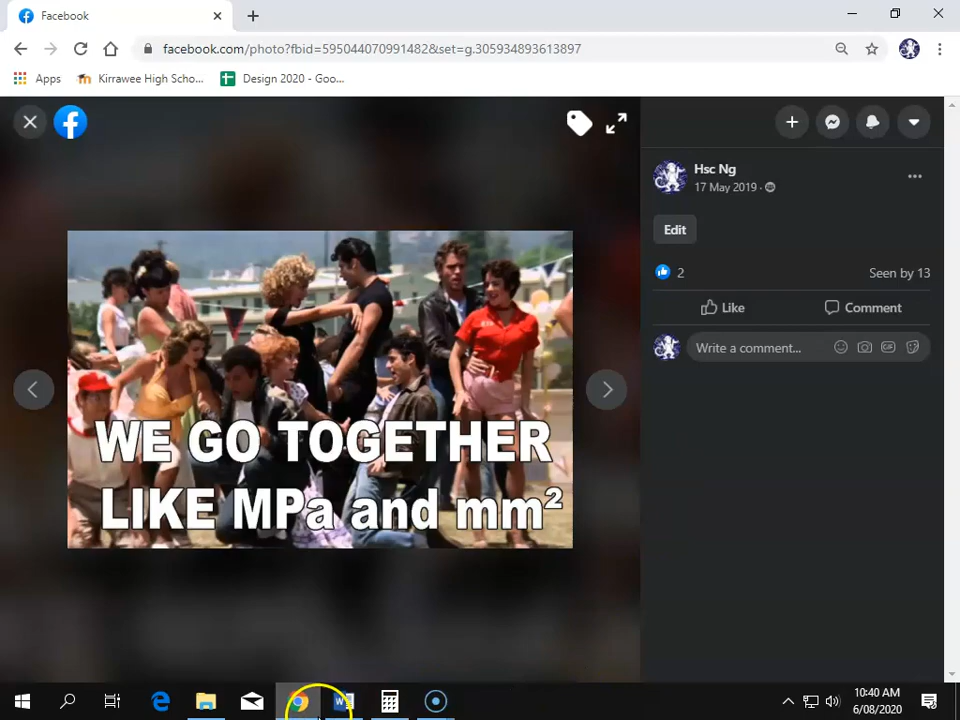 Facebook
facebook.com/photo?fbid=5950440709914828&set=g.305934893613897
Apps
Kirrawee High Scho...
Design 2020 - Goo...
Hsc Ng
17 May 2019 ·
Edit
2
Seen by 13
Like
Comment
Write a comment...
GIF
WE GO TOGETHER
LIKE MPa and mm²
10:40 AM
6/08/2020